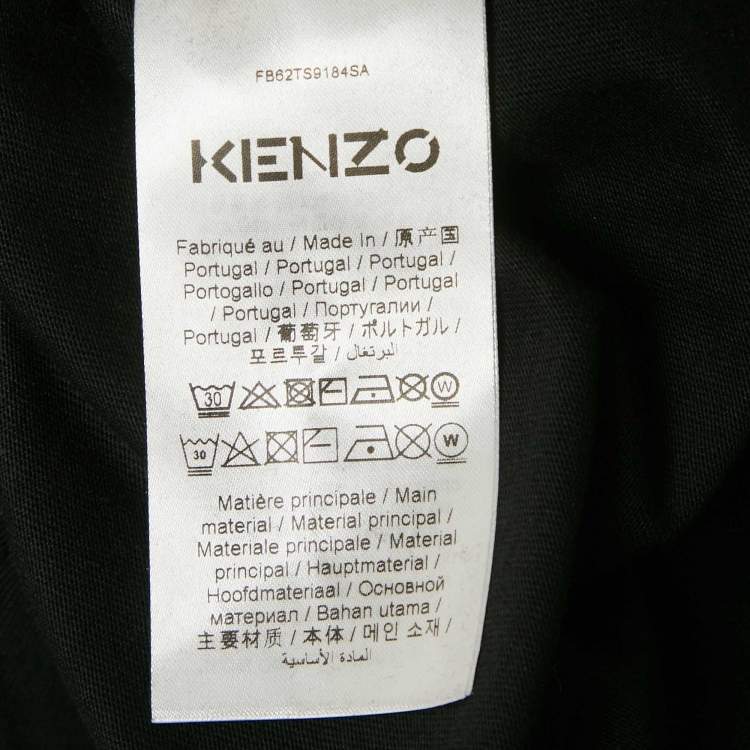 FB62TS9184SA
KENZO
Fabriqué au / Made In / 原产国
Portugal / Portugal / Portugal /
Portogallo / Portugal / Portugal
/ Portugal / Португалии /
Portugal / 葡萄牙 / ポルトガル /
포르투갈 / البرتغال
30 W
30 W
Matière principale / Main
material / Material principal /
Materiale principale / Material
principal / Hauptmaterial /
Hoofdmateriaal / Основной
материал / Bahan utama /
主要材质 / 本体 / 메인 소재 /
المادة الأساسية